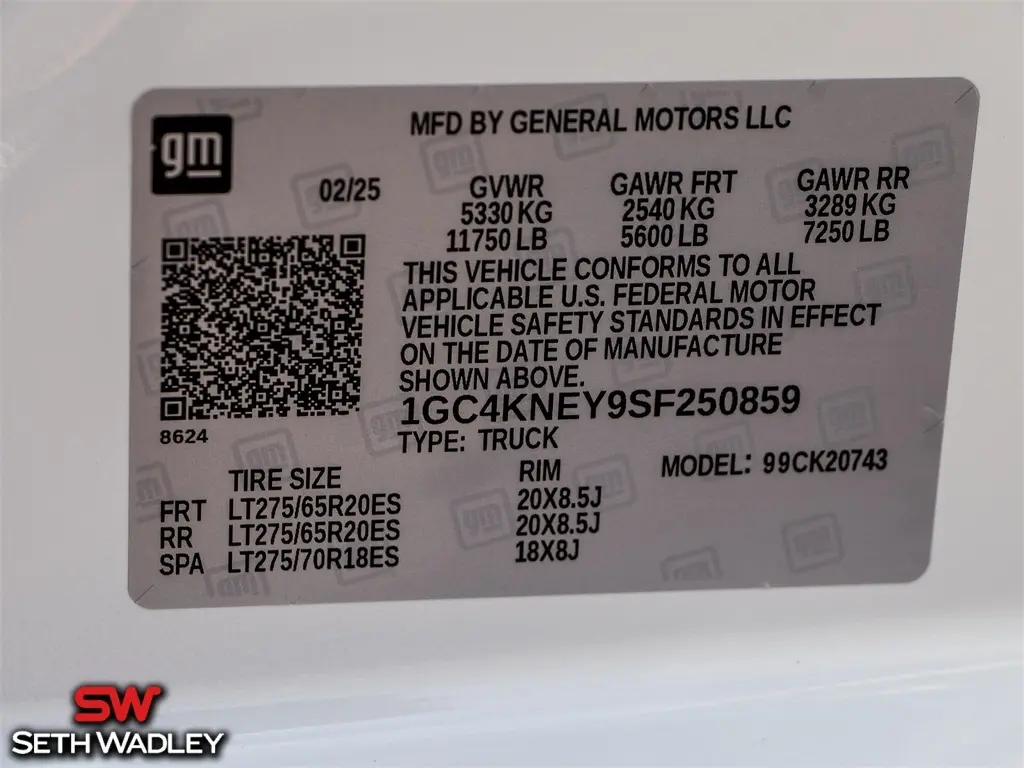 MFD BY GENERAL MOTORS LLC
gm
02/25
GVWR GAWR FRT GAWR RR
5330 KG 2540 KG 3289 KG
11750 LB 5600 LB 7250 LB
THIS VEHICLE CONFORMS TO ALL
APPLICABLE U.S. FEDERAL MOTOR
VEHICLE SAFETY STANDARDS IN EFFECT
ON THE DATE OF MANUFACTURE
SHOWN ABOVE.
1GC4KNEY9SF250859
8624
TYPE: TRUCK
TIRE SIZE RIM MODEL: 99CK20743
FRT LT275/65R20ES 20X8.5J
RR LT275/65R20ES 20X8.5J
SPA LT275/70R18ES 18X8J
SW
SETH WADLEY